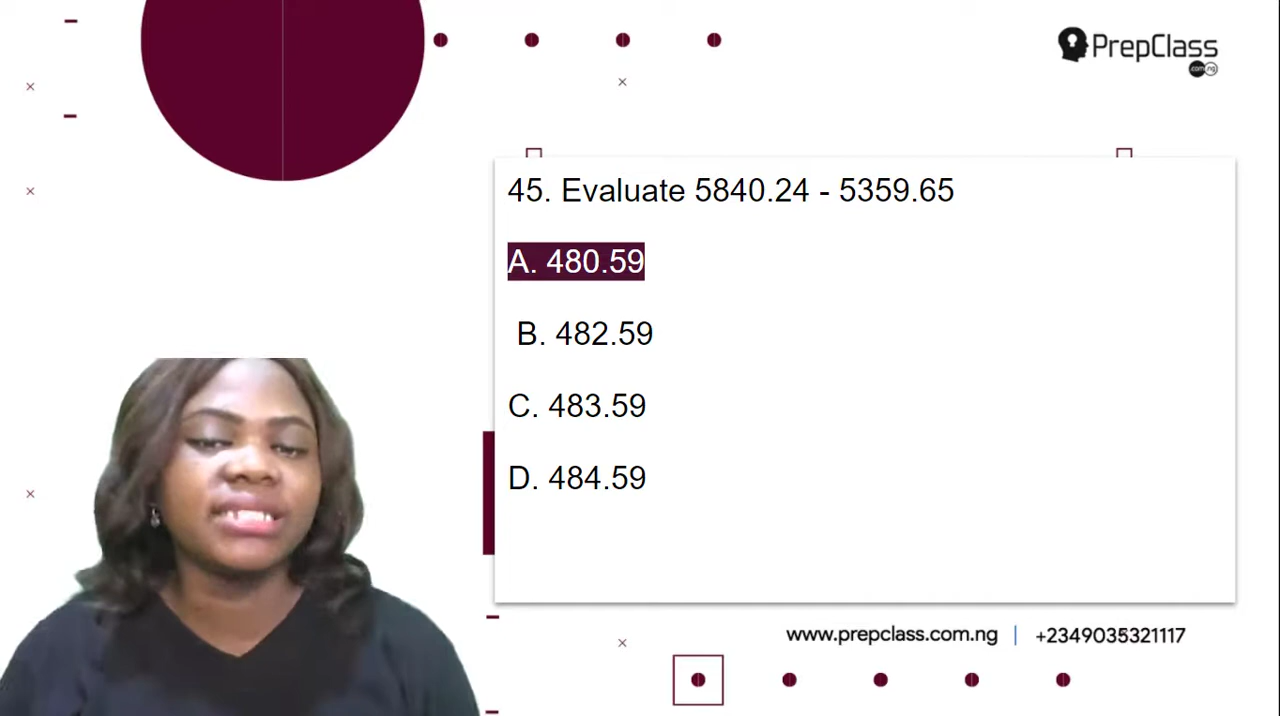 PrepClass
.com.ng
45. Evaluate 5840.24 - 5359.65
A. 480.59
B. 482.59
C. 483.59
D. 484.59
www.prepclass.com.ng | +2349035321117